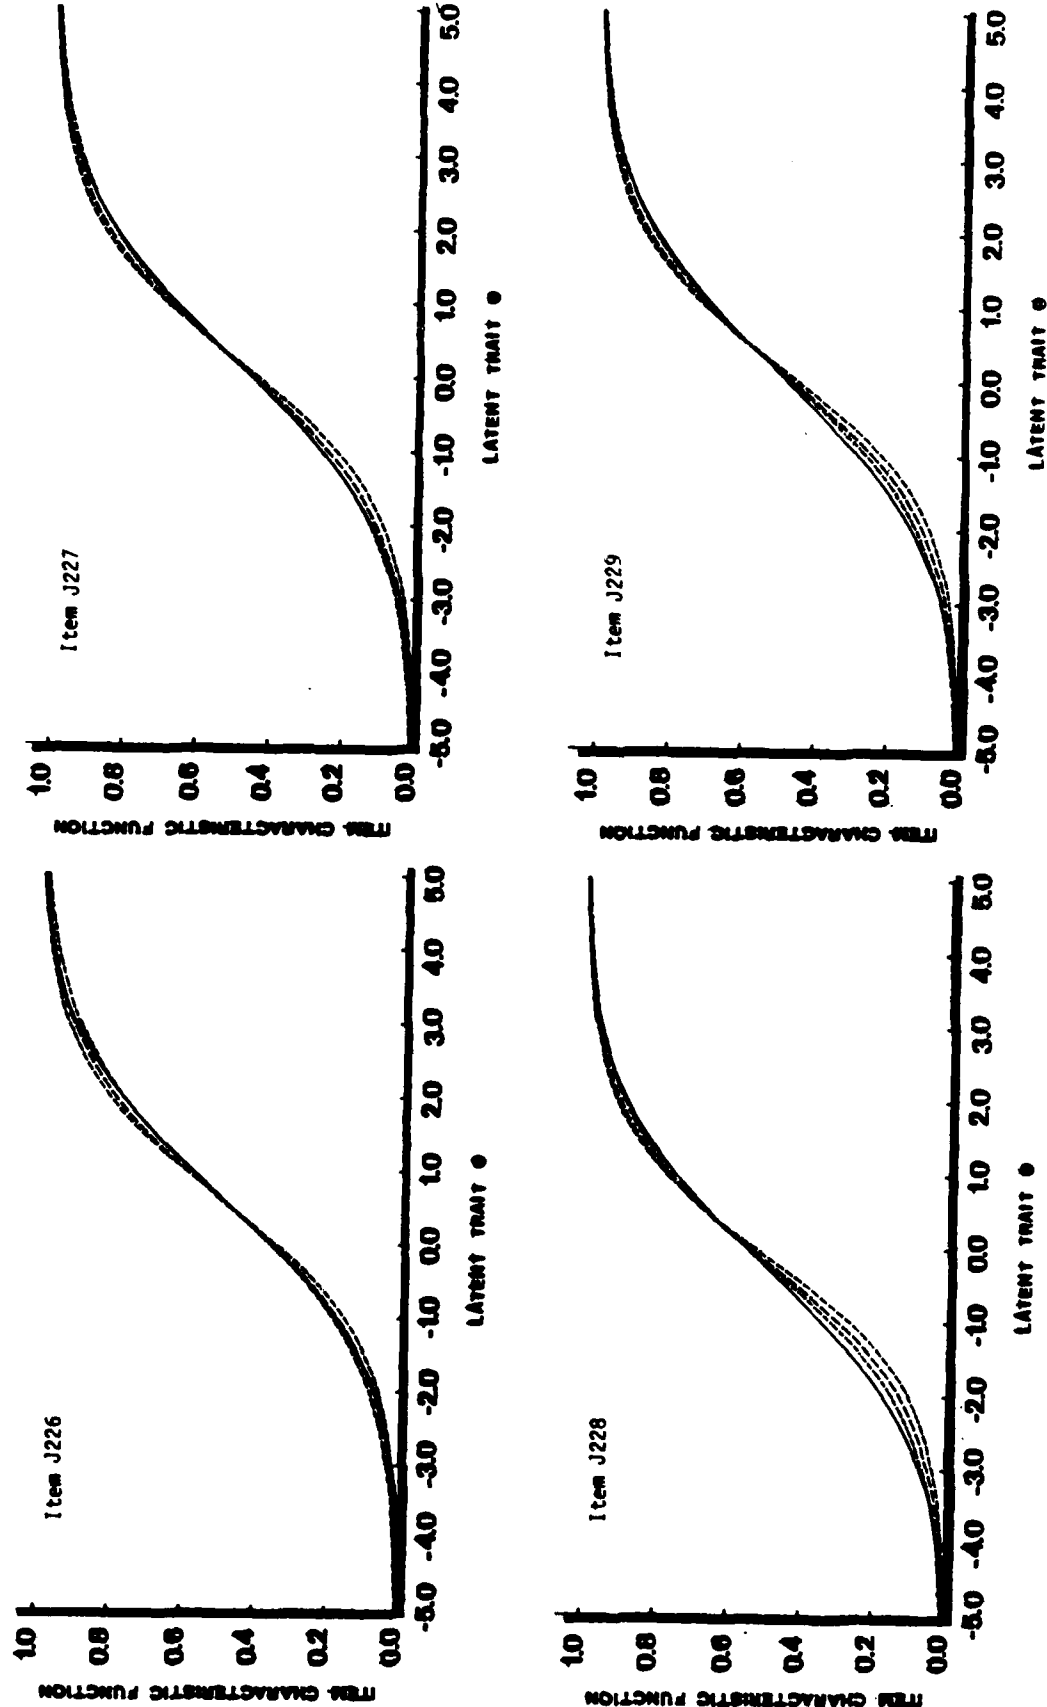 Item J226
ITEM CHARACTERISTIC FUNCTION
1.0
0.8
0.6
0.4
0.2
0.0
-5.0 -4.0 -3.0 -2.0 -1.0 0.0 1.0 2.0 3.0 4.0 5.0
LATENT TRAIT θ
Item J227
ITEM CHARACTERISTIC FUNCTION
1.0
0.8
0.6
0.4
0.2
0.0
-5.0 -4.0 -3.0 -2.0 -1.0 0.0 1.0 2.0 3.0 4.0 5.0
LATENT TRAIT θ
Item J228
ITEM CHARACTERISTIC FUNCTION
1.0
0.8
0.6
0.4
0.2
0.0
-5.0 -4.0 -3.0 -2.0 -1.0 0.0 1.0 2.0 3.0 4.0 5.0
LATENT TRAIT θ
Item J229
ITEM CHARACTERISTIC FUNCTION
1.0
0.8
0.6
0.4
0.2
0.0
-5.0 -4.0 -3.0 -2.0 -1.0 0.0 1.0 2.0 3.0 4.0 5.0
LATENT TRAIT θ